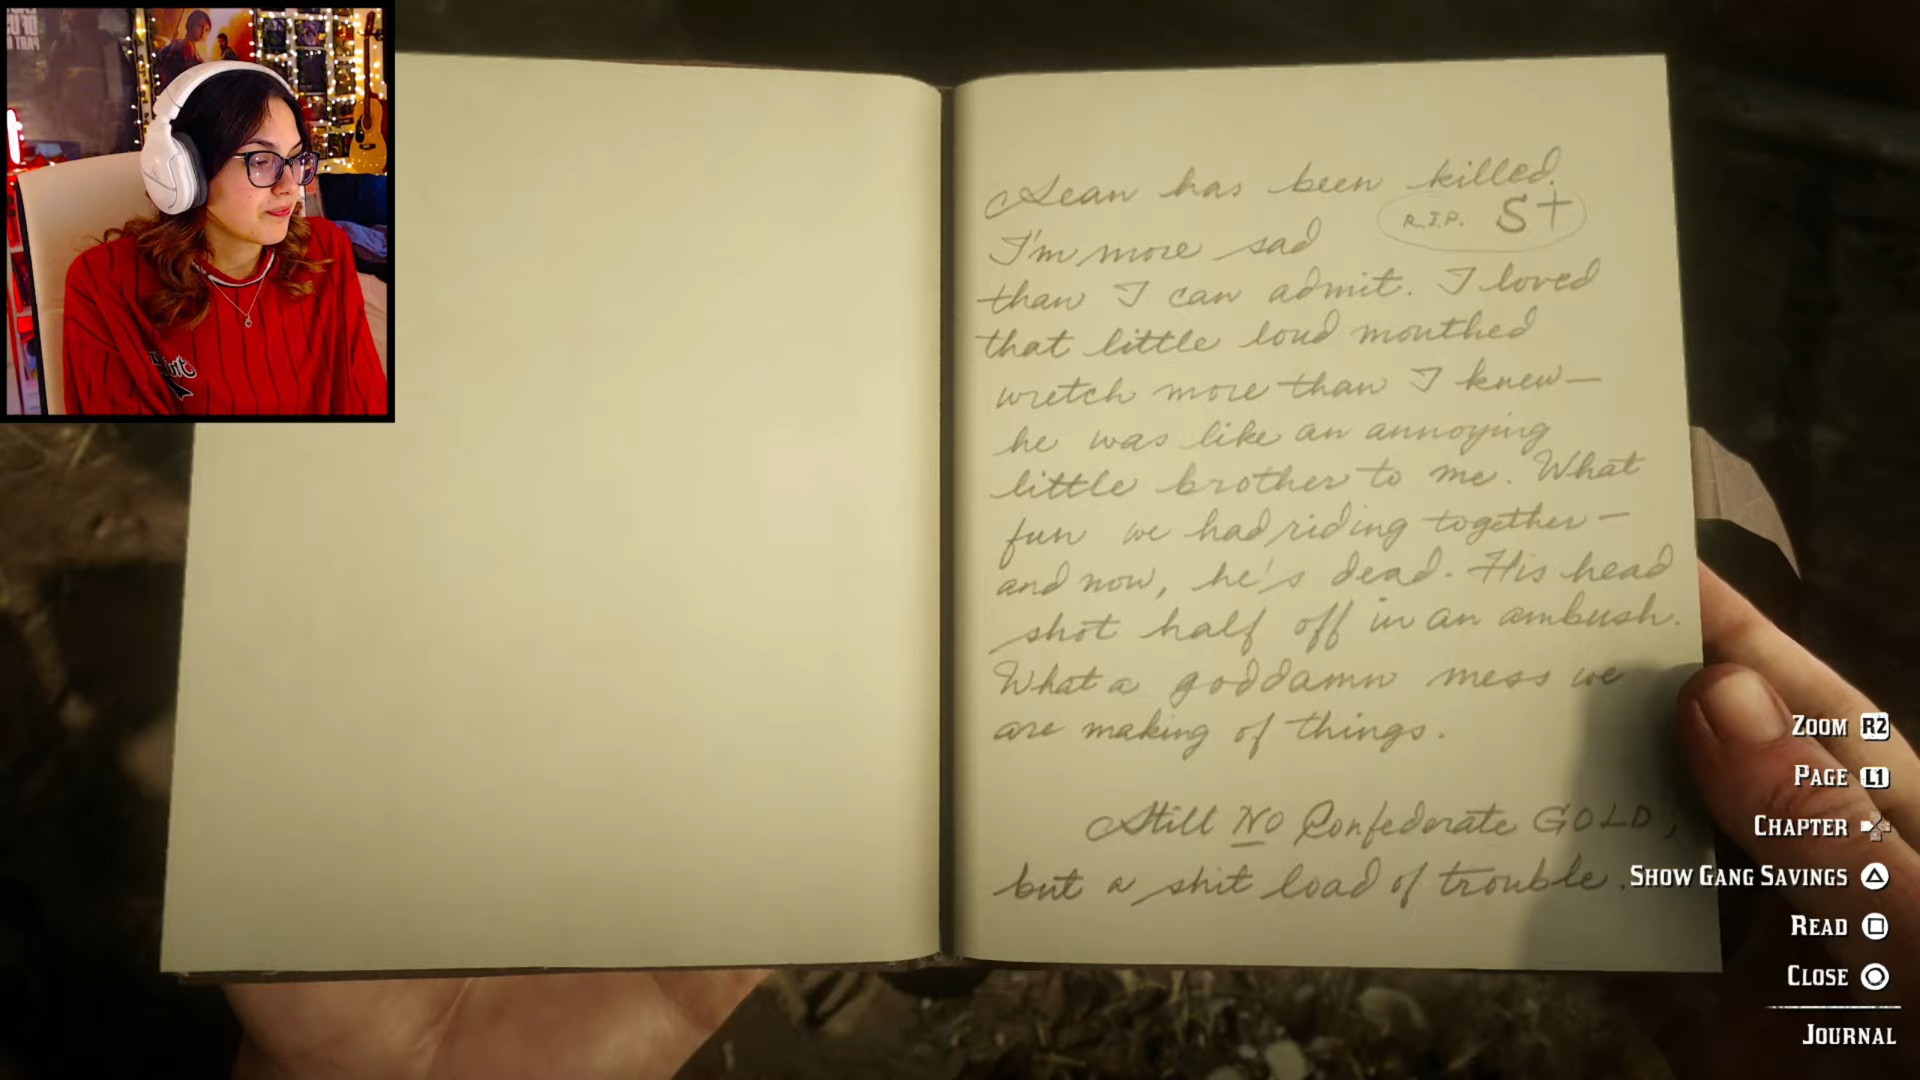 Sean has been killed.
R.I.P. S†
I'm more sad
than I can admit. I loved
that little loud mouthed
wretch more than I knew—
he was like an annoying
little brother to me. What
fun we had riding together—
and now, he's dead. His head
shot half off in an ambush.
What a goddamn mess we
are making of things.
Still NO Confederate GOLD,
but a shit load of trouble.
ZOOM R2
PAGE L1
CHAPTER
SHOW GANG SAVINGS
READ
CLOSE
JOURNAL